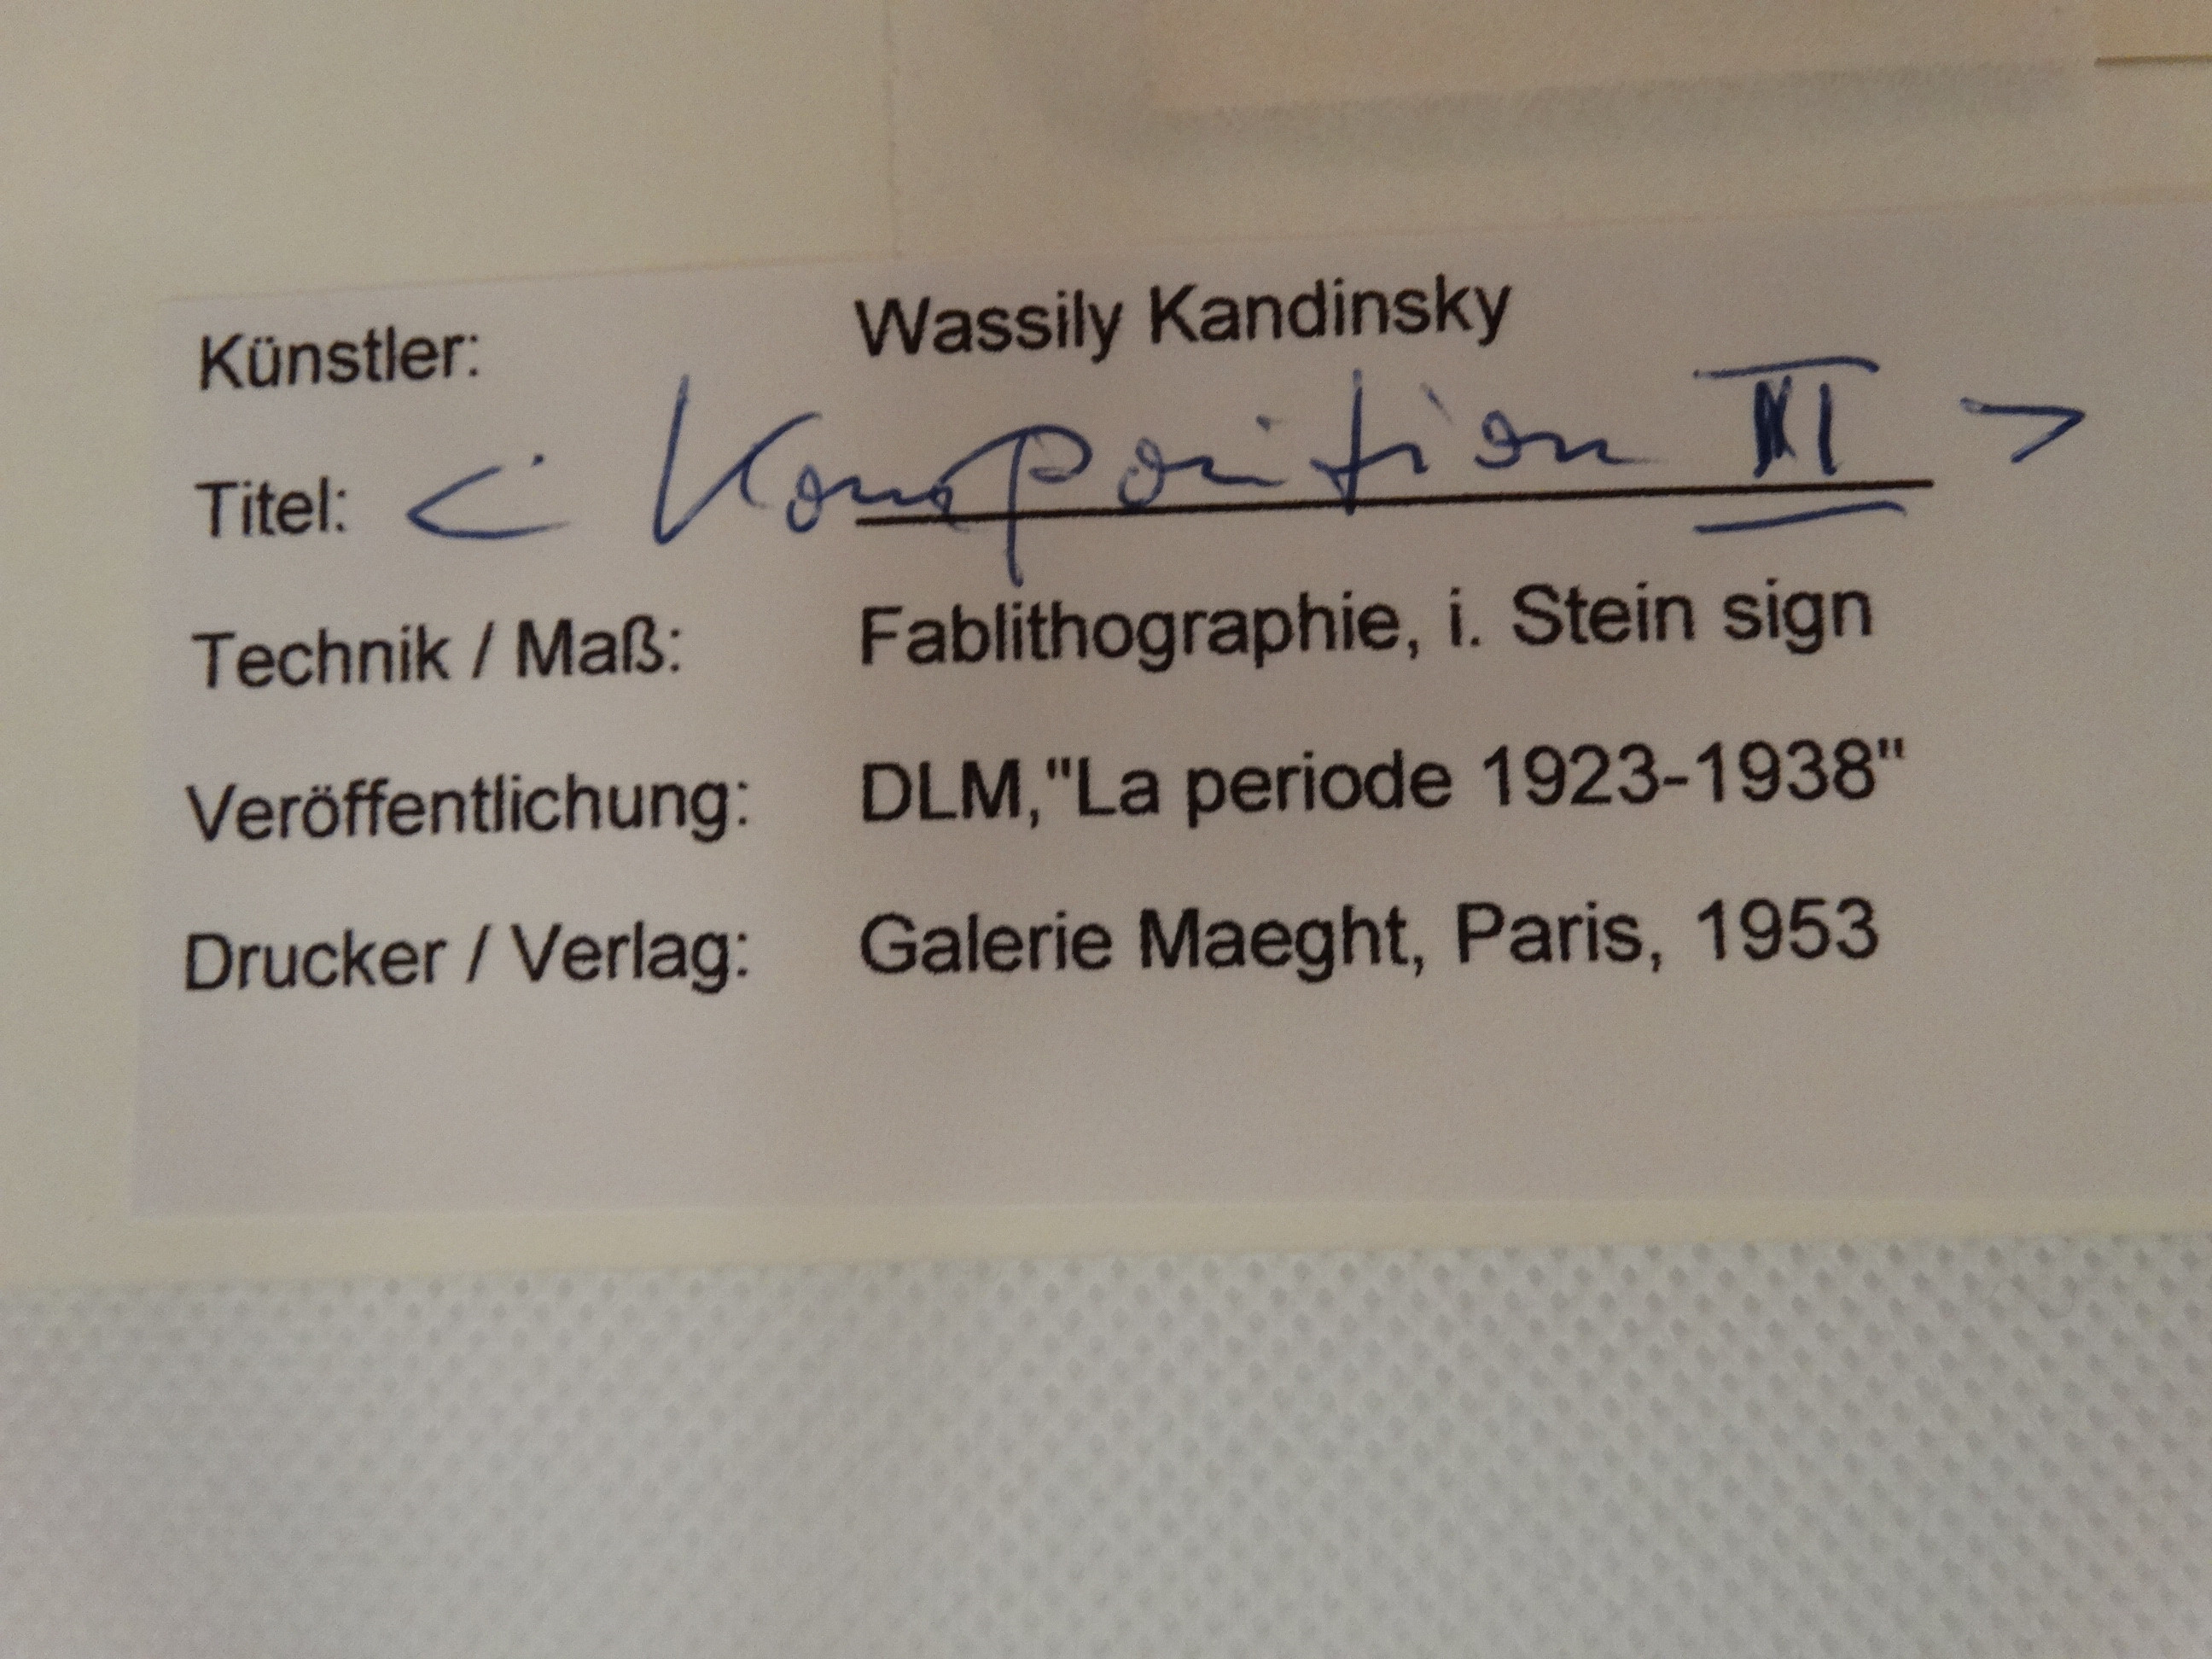 Künstler: Wassily Kandinsky
Titel: < Komposition >
Technik / Maß: Fablithographie, i. Stein sign
Veröffentlichung: DLM,"La periode 1923-1938"
Drucker / Verlag: Galerie Maeght, Paris, 1953